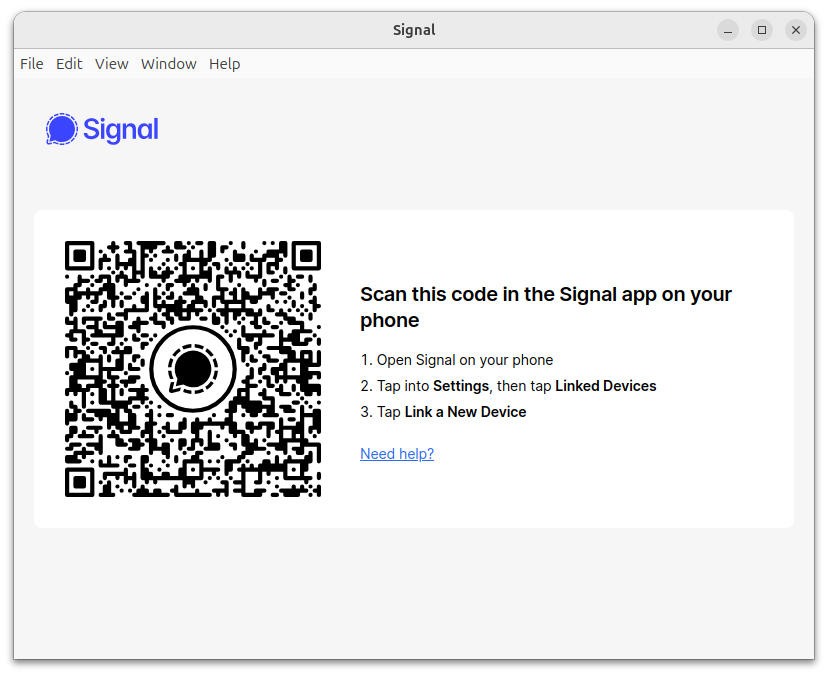 Signal
File Edit View Window Help
Signal
Scan this code in the Signal app on your
phone
1. Open Signal on your phone
2. Tap into Settings, then tap Linked Devices
3. Tap Link a New Device
Need help?